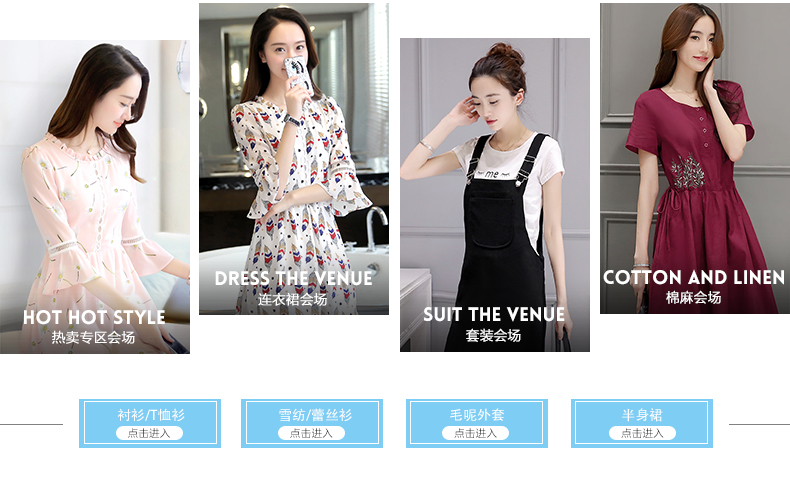 HOT HOT STYLE
热卖专区会场
DRESS THE VENUE
连衣裙会场
me
SUIT THE VENUE
套装会场
COTTON AND LINEN
棉麻会场
衬衫/T恤衫
点击进入
雪纺/蕾丝衫
点击进入
毛呢外套
点击进入
半身裙
点击进入